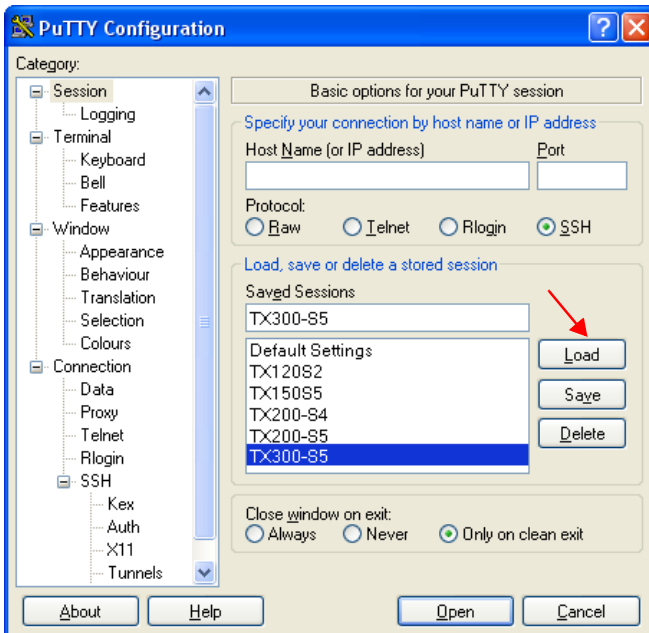 PuTTY Configuration
Category:
Session
Logging
Terminal
Keyboard
Bell
Features
Window
Appearance
Behaviour
Translation
Selection
Colours
Connection
Data
Proxy
Telnet
Rlogin
SSH
Kex
Auth
X11
Tunnels
Basic options for your PuTTY session
Specify your connection by host name or IP address
Host Name (or IP address) Port
Protocol:
Raw Telnet Rlogin SSH
Load, save or delete a stored session
Saved Sessions
TX300-S5
Default Settings
TX120S2
TX150S5
TX200-S4
TX200-S5
TX300-S5
Load
Save
Delete
Close window on exit:
Always Never Only on clean exit
About Help Open Cancel